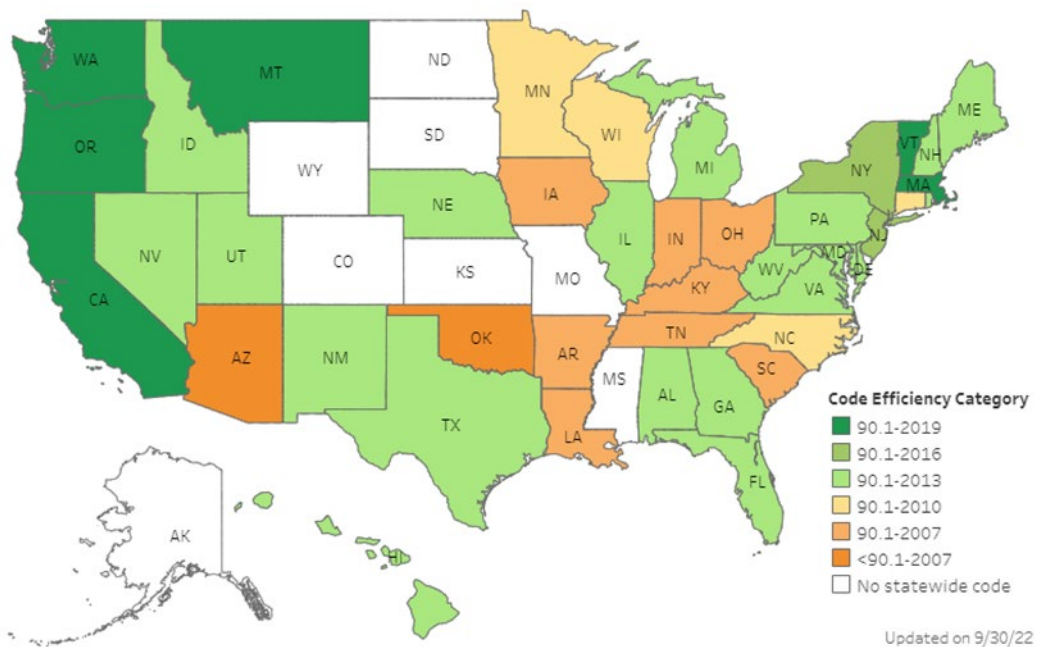 WA
MT
ND
MN
ME
OR
ID
SD
WI
VT
NH
WY
MI
NY
MA
IA
NE
PA
NV
UT
IL
IN
OH
NJ
CO
KS
MO
WV
MD
DE
CA
KY
VA
AZ
NM
OK
AR
TN
NC
SC
MS
AL
GA
TX
LA
FL
AK
HI
Code Efficiency Category
90.1-2019
90.1-2016
90.1-2013
90.1-2010
90.1-2007
<90.1-2007
No statewide code
Updated on 9/30/22